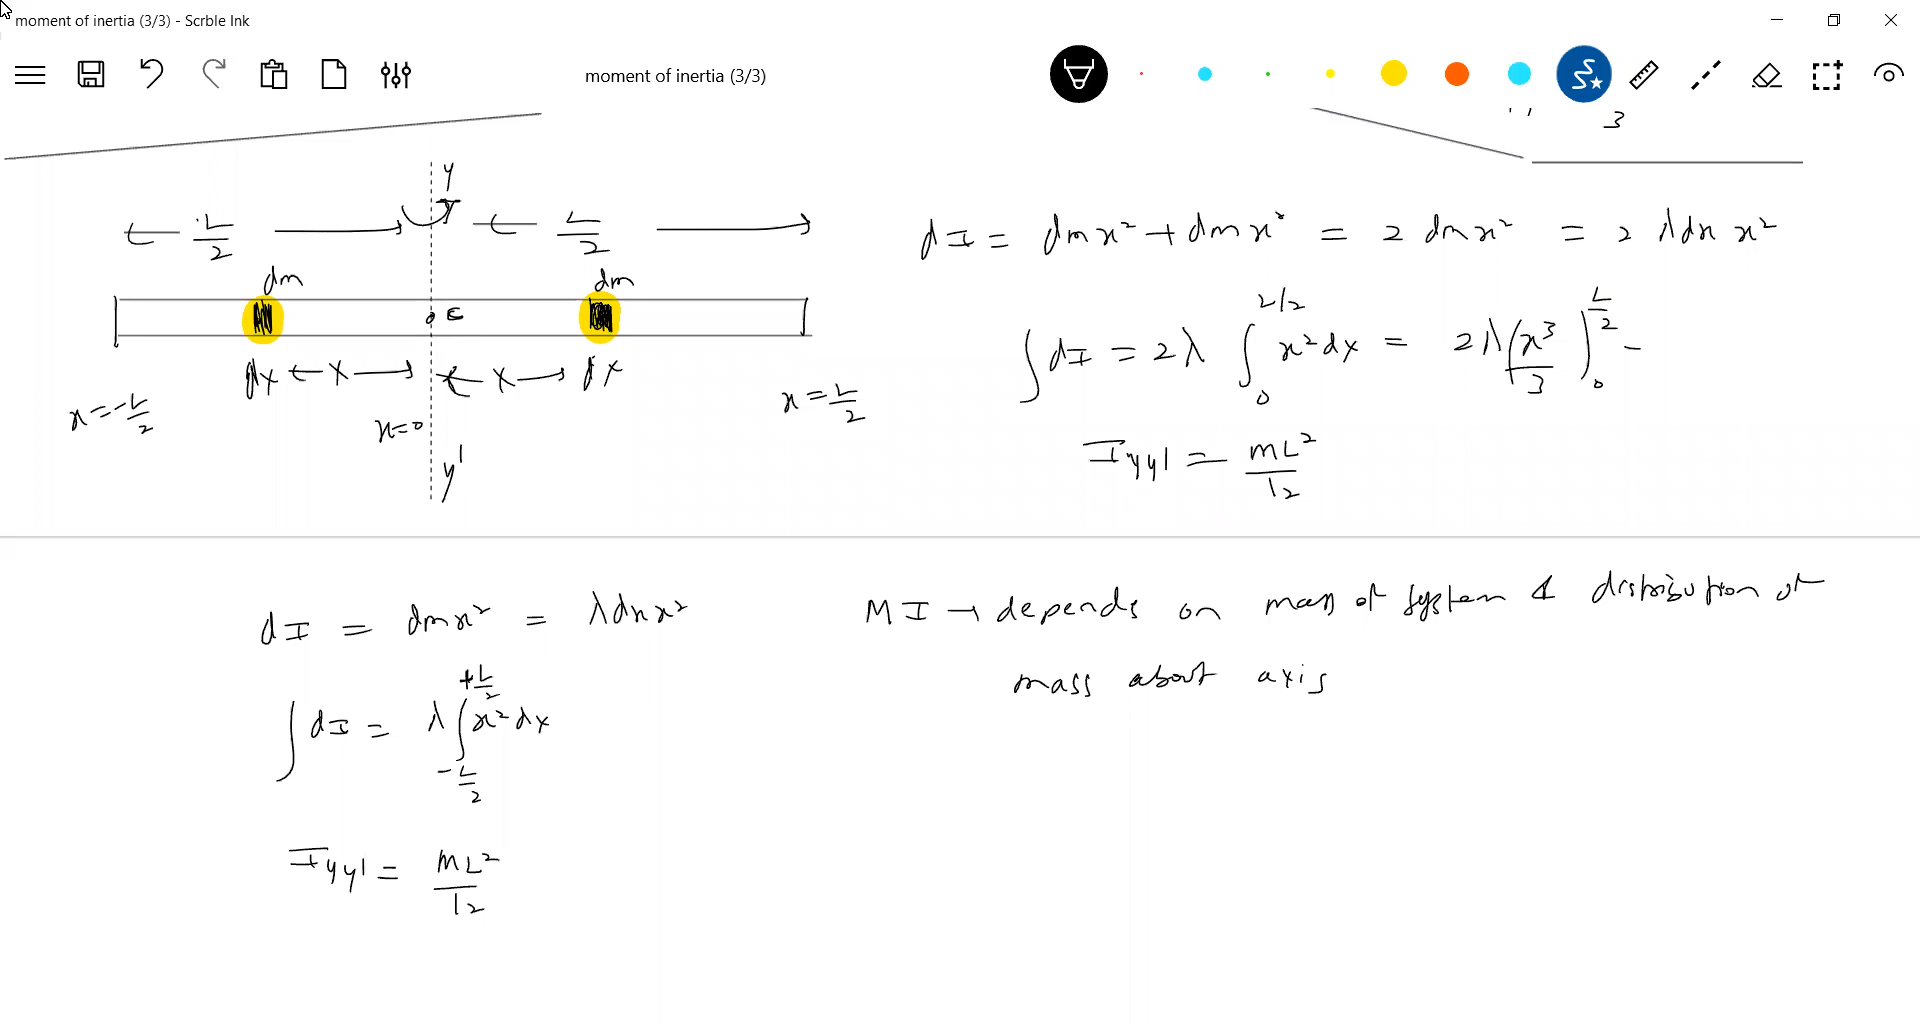 moment of inertia (3/3) - Scrble Ink
moment of inertia (3/3)
3
y
L/2 L/2
dm dm
c
dx x x dx
x = -L/2 x = L/2
x=0
y'
dI = dm x² + dm x² = 2 dm x² = 2 λ dx x²
∫ dI = 2λ ∫₀^{L/2} x² dx = 2λ (x³/3)₀^{L/2} =
I yy' = mL²/12
dI = dm x² = λ dx x²
∫ dI = λ ∫_{-L/2}^{+L/2} x² dx
I yy' = mL²/12
MI → depends on mass of system & distribution of
mass about axis